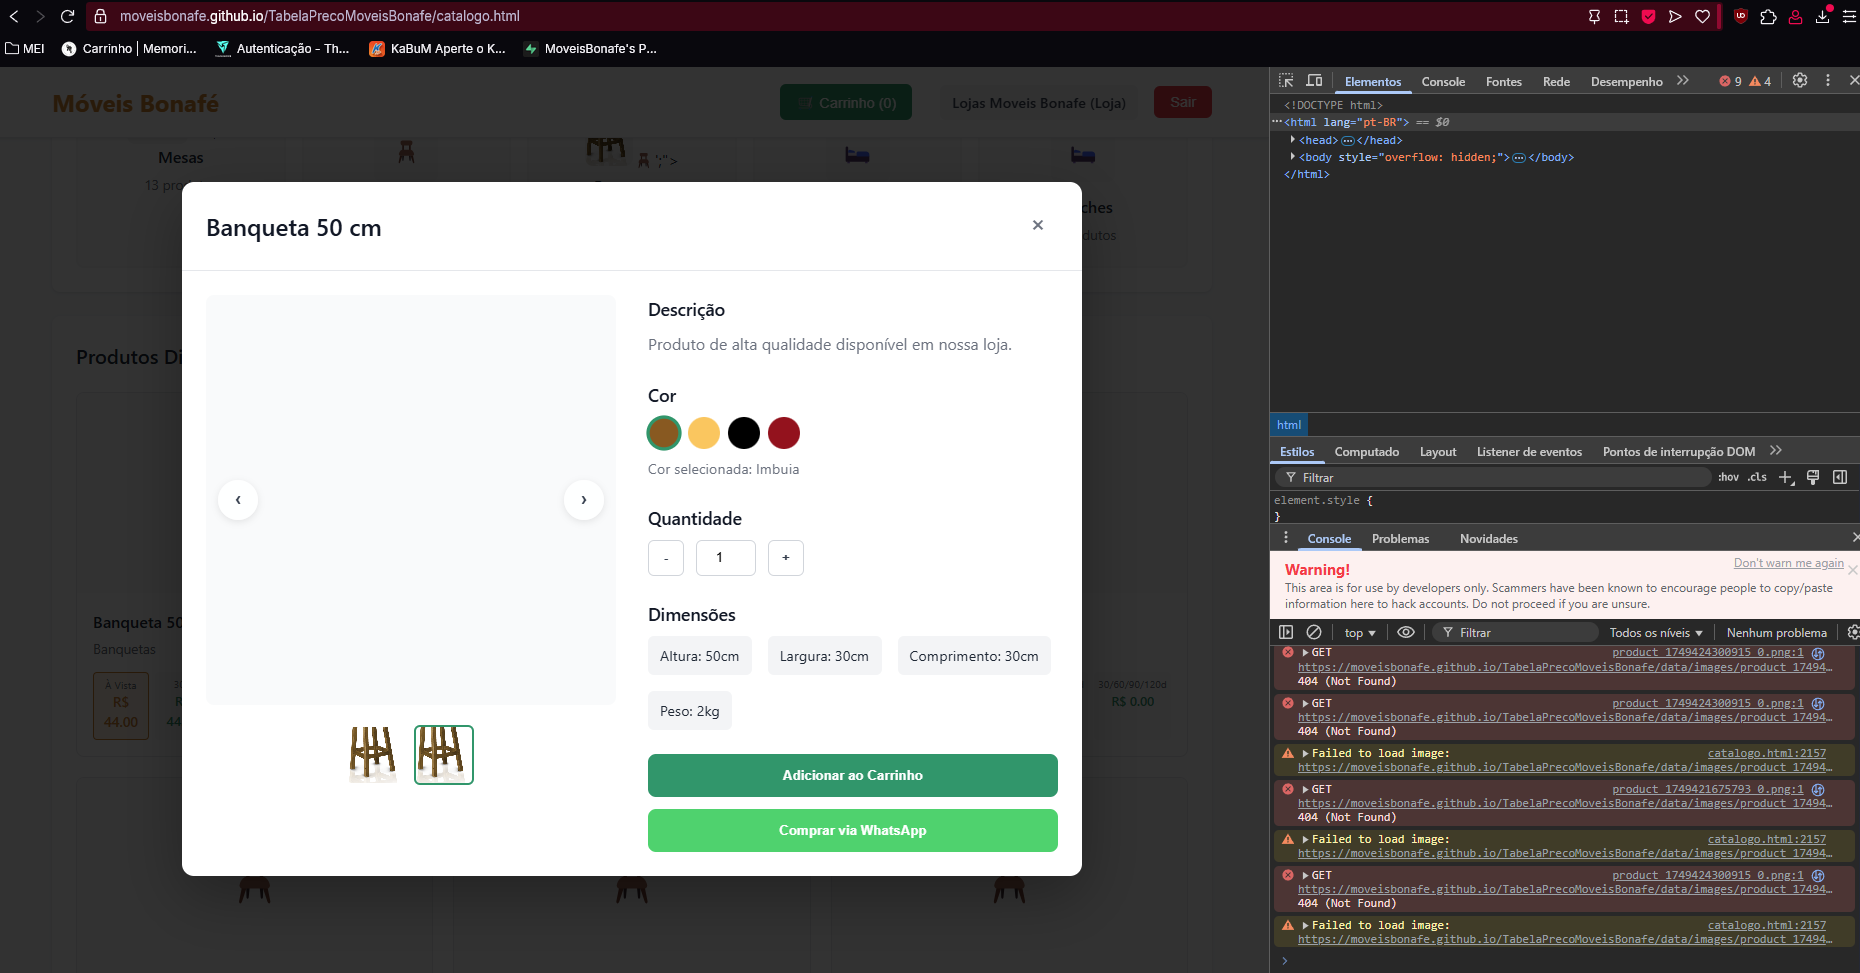 moveisbonafe.github.io/TabelaPrecoMoveisBonafe/catalogo.html
MEI
Carrinho | Memori...
Autenticação - Th...
KaBuM Aperte o K...
MoveisBonafe's P...
Móveis Bonafé
Carrinho (0)
Lojas Moveis Bonafe (Loja)
Sair
Mesas
';">
Banqueta 50 cm
×
Descrição
Produto de alta qualidade disponível em nossa loja.
Cor
Cor selecionada: Imbuia
‹
›
Quantidade
-
1
+
Dimensões
Altura: 50cm
Largura: 30cm
Comprimento: 30cm
Peso: 2kg
Adicionar ao Carrinho
Comprar via WhatsApp
Produtos Di
Banqueta 50
Banquetas
À Vista
R$
44.00
30/60/90/120d
R$ 0.00
Elementos
Console
Fontes
Rede
Desempenho
9
4
<!DOCTYPE html>
<html lang="pt-BR"> == $0
<head> </head>
<body style="overflow: hidden;"> </body>
</html>
html
Estilos
Computado
Layout
Listener de eventos
Pontos de interrupção DOM
Filtrar
:hov .cls
element.style {
}
Console
Problemas
Novidades
Warning!
Don't warn me again
This area is for use by developers only. Scammers have been known to encourage people to copy/paste
information here to hack accounts. Do not proceed if you are unsure.
top
Filtrar
Todos os níveis
Nenhum problema
GET product_1749424300915_0.png:1
https://moveisbonafe.github.io/TabelaPrecoMoveisBonafe/data/images/product_17494…
404 (Not Found)
GET product_1749424300915_0.png:1
https://moveisbonafe.github.io/TabelaPrecoMoveisBonafe/data/images/product_17494…
404 (Not Found)
Failed to load image: catalogo.html:2157
https://moveisbonafe.github.io/TabelaPrecoMoveisBonafe/data/images/product_17494…
GET product_1749421675793_0.png:1
https://moveisbonafe.github.io/TabelaPrecoMoveisBonafe/data/images/product_17494…
404 (Not Found)
Failed to load image: catalogo.html:2157
https://moveisbonafe.github.io/TabelaPrecoMoveisBonafe/data/images/product_17494…
GET product_1749424300915_0.png:1
https://moveisbonafe.github.io/TabelaPrecoMoveisBonafe/data/images/product_17494…
404 (Not Found)
Failed to load image: catalogo.html:2157
https://moveisbonafe.github.io/TabelaPrecoMoveisBonafe/data/images/product_17494…